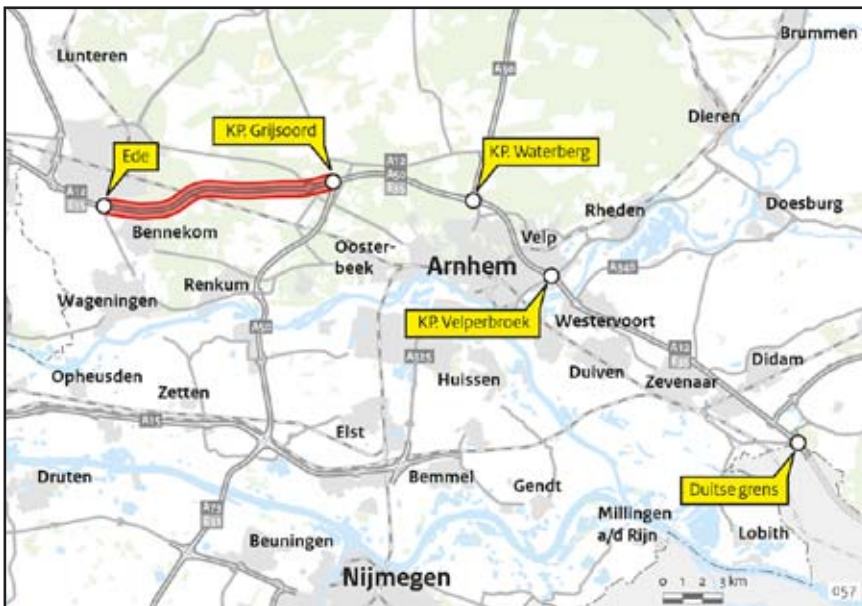 Lunteren
Brummen
A50
Dieren
KP. Grijsoord
Ede
KP. Waterberg
A12
A50
E35
A12
E35
Doesburg
Rheden
Bennekom
Velp
Ooster-
beek
Arnhem
Renkum
Wageningen
A348
A50
KP. Velperbroek
Westervoort
A325
A12
E35
Didam
Opheusden
Zetten
Huissen
Duiven
Zevenaar
A15
Elst
Druten
Bemmel
Gendt
Duitse grens
Millingen
a/d Rijn
Lobith
Beuningen
Nijmegen
0 1 2 3 km
057